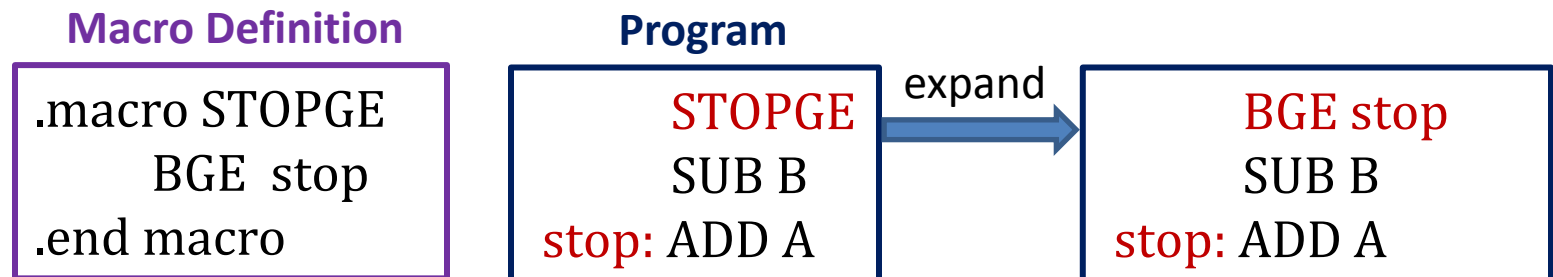 Macro Definition
.macro STOPGE
BGE stop
.end macro
Program
STOPGE
SUB B
stop: ADD A
expand
BGE stop
SUB B
stop: ADD A